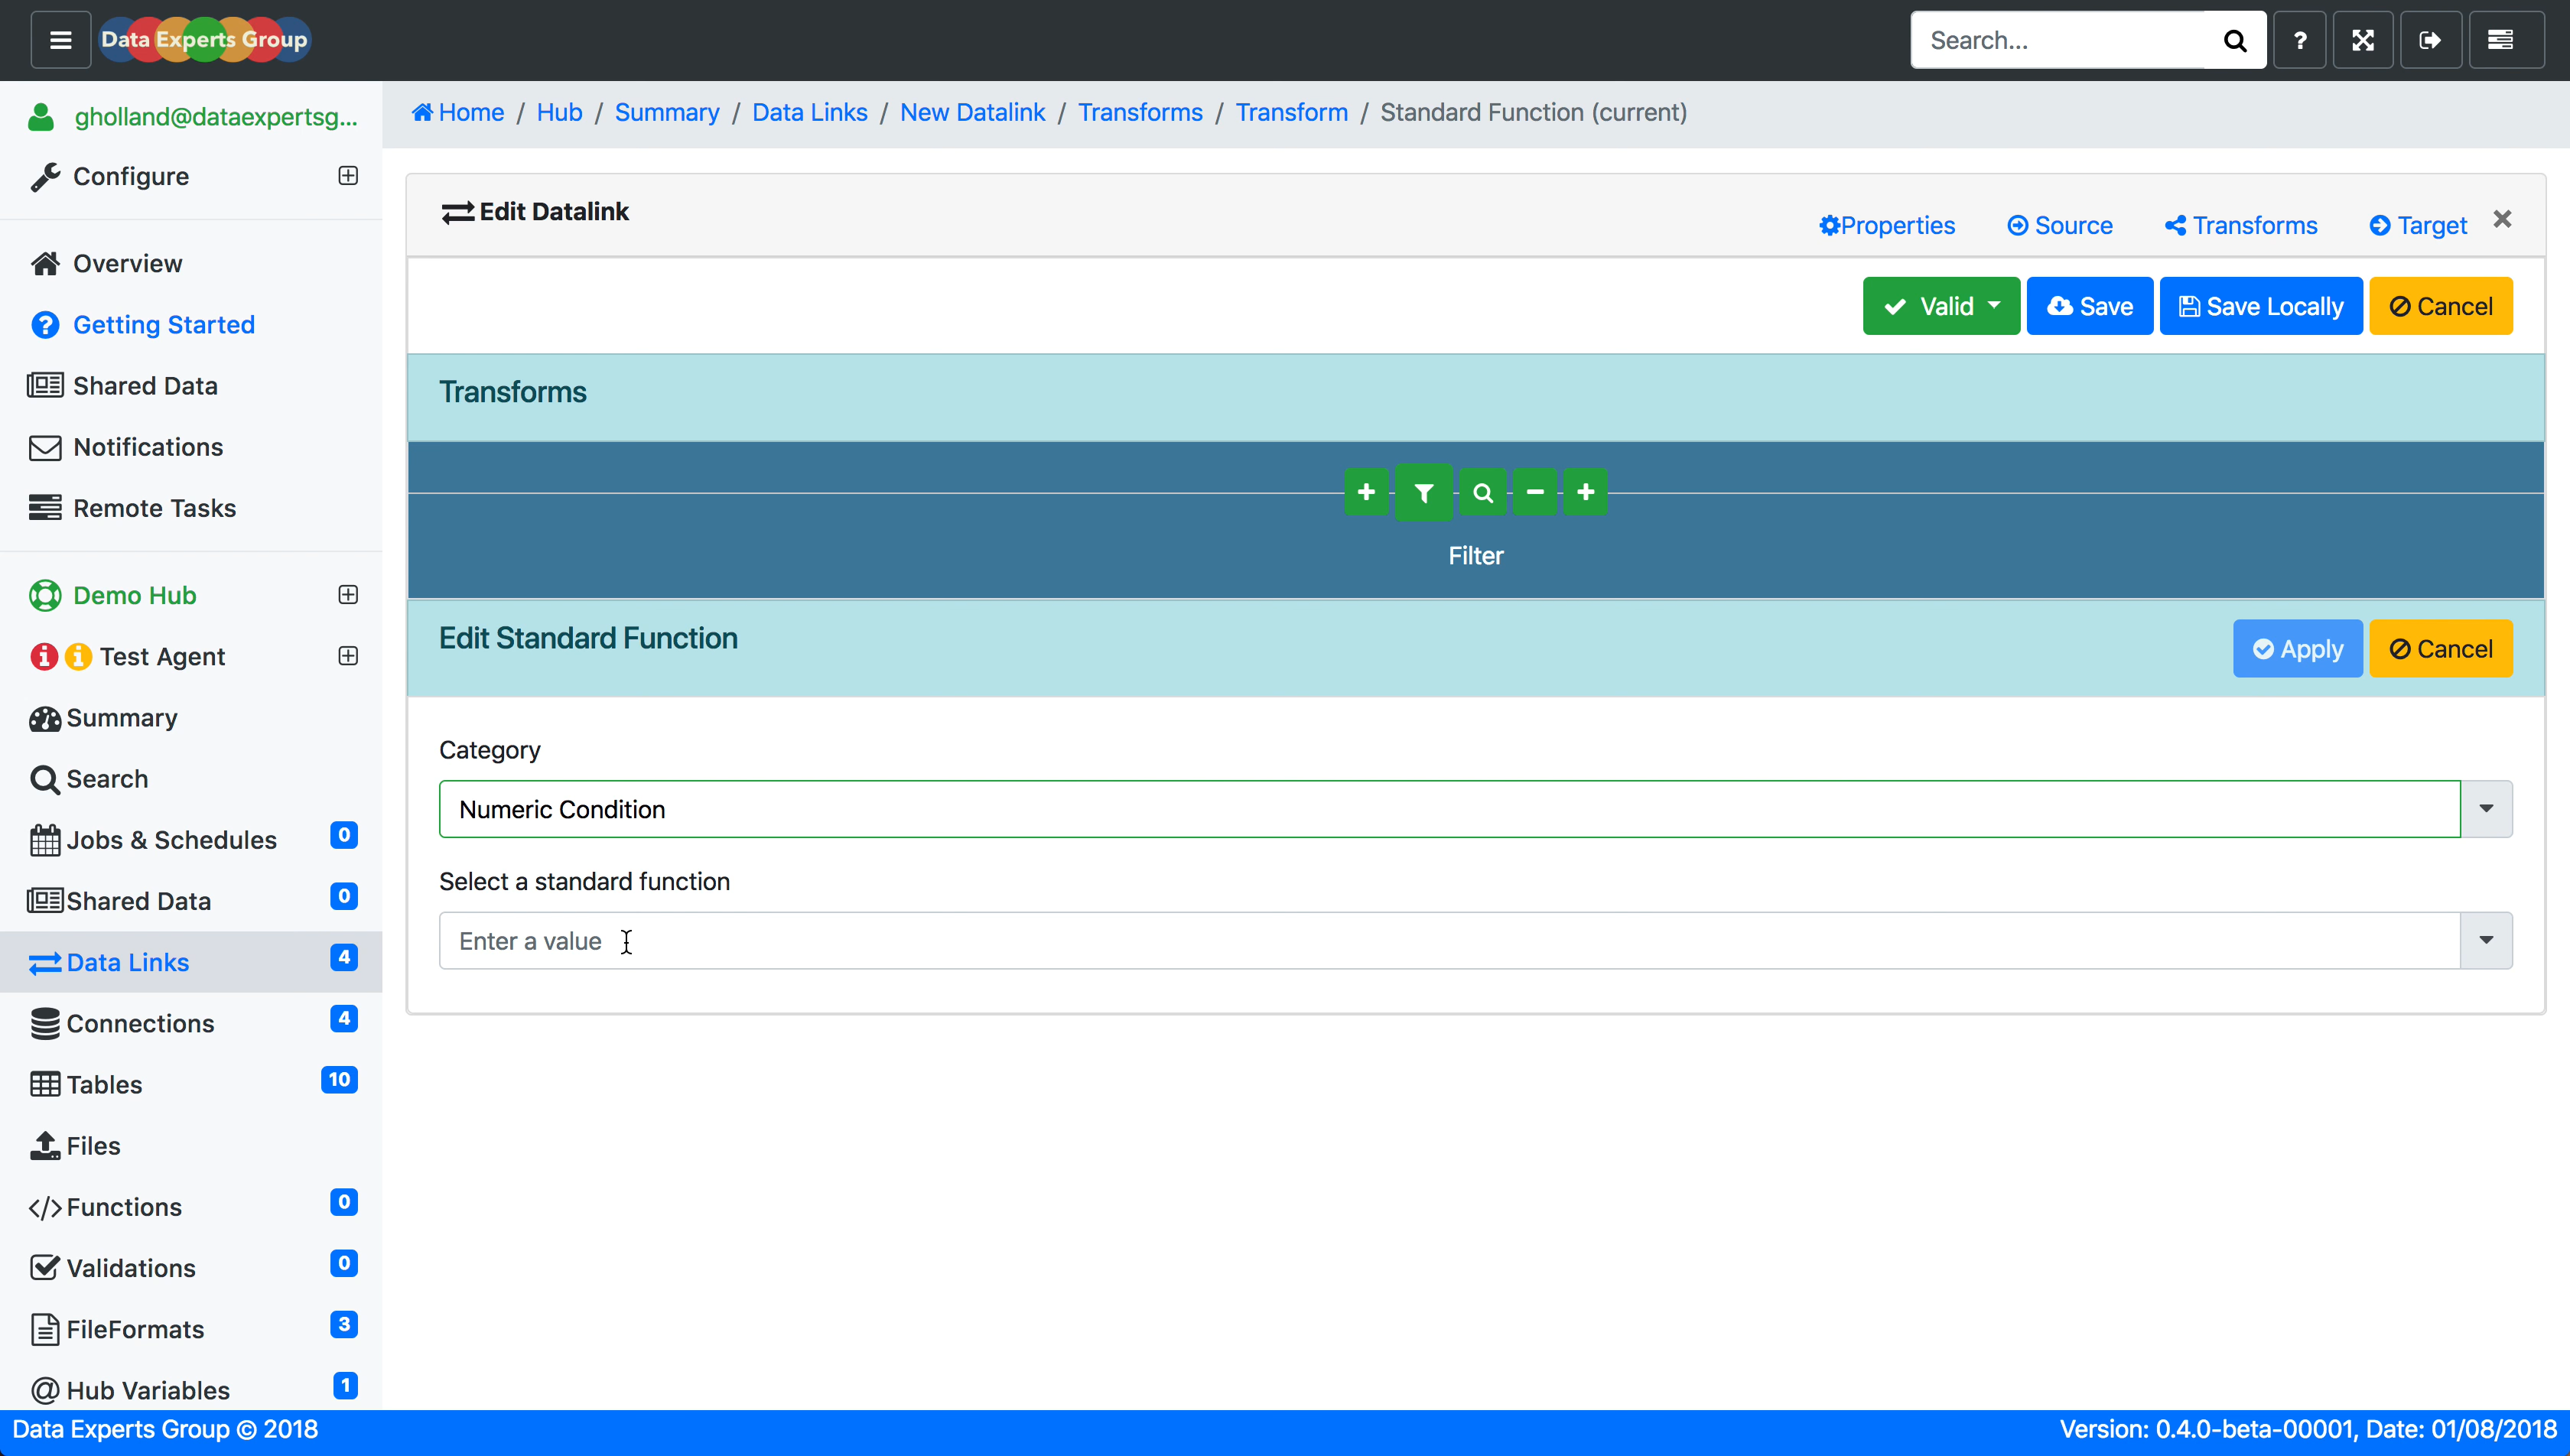 Data Experts Group
Search...
?
gholland@dataexpertsg...
Home / Hub / Summary / Data Links / New Datalink / Transforms / Transform / Standard Function (current)
Configure
Edit Datalink
Properties
Source
Transforms
Target
Overview
Getting Started
Valid
Save
Save Locally
Cancel
Shared Data
Transforms
Notifications
Remote Tasks
Filter
Demo Hub
Edit Standard Function
Apply
Cancel
Test Agent
Summary
Category
Search
Numeric Condition
Jobs & Schedules 0
Select a standard function
Shared Data 0
Enter a value
Data Links 4
Connections 4
Tables 10
Files
</> Functions 0
Validations 0
FileFormats 3
@ Hub Variables 1
Data Experts Group © 2018
Version: 0.4.0-beta-00001, Date: 01/08/2018